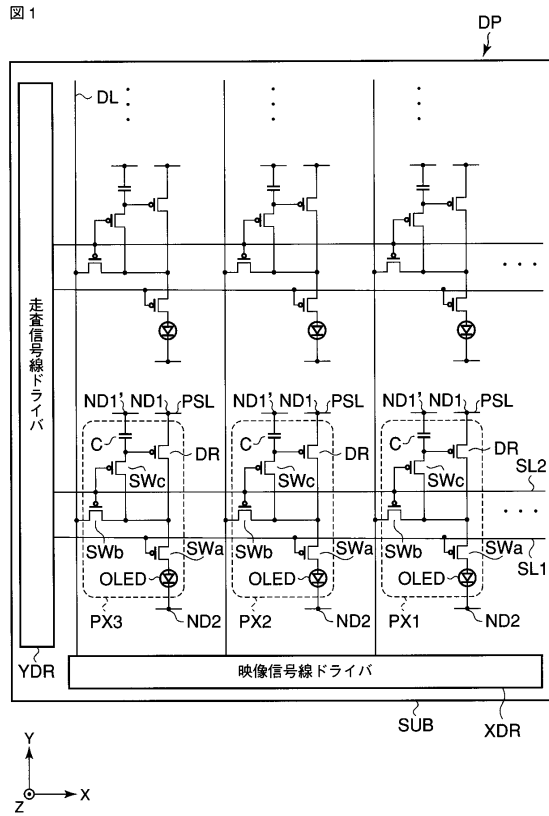 図1
DP
DL
走査信号線ドライバ
ND1' ND1 PSL ND1' ND1 PSL ND1' ND1 PSL
C DR C DR C DR
SWc SWc SWc
SL2
SWb SWa SWb SWa SWb SWa
SL1
OLED OLED OLED
PX3 ND2 PX2 ND2 PX1 ND2
YDR
映像信号線ドライバ
SUB XDR
Y
Z X